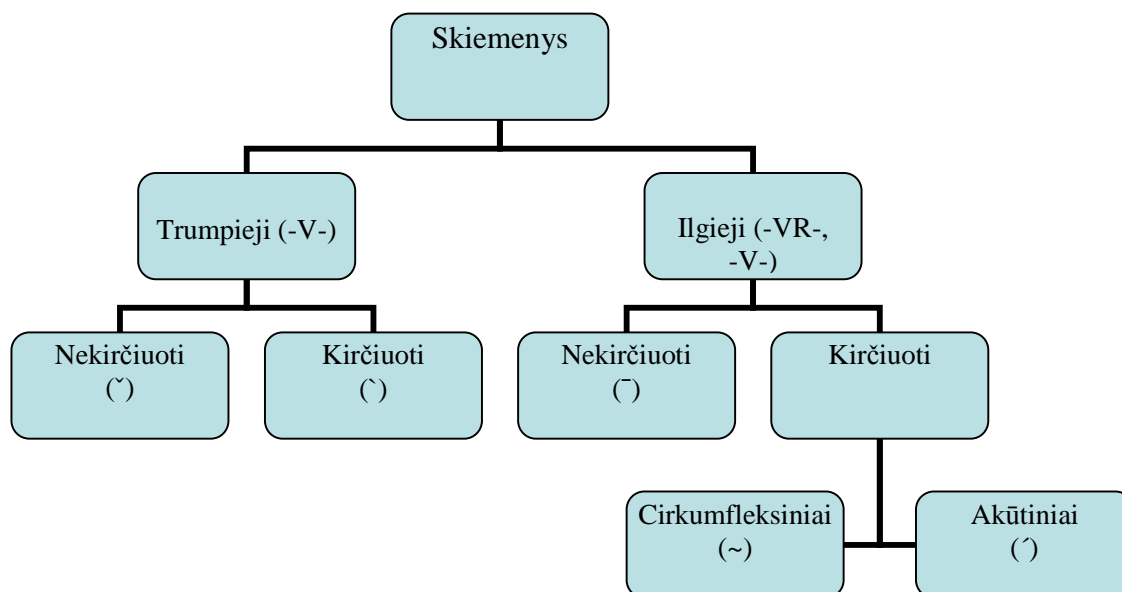 Skiemenys
Trumpieji (-V-)
Ilgieji (-VR-,
-V-)
Nekirčiuoti
(ˇ)
Kirčiuoti
(`)
Nekirčiuoti
(¯)
Kirčiuoti
Cirkumfleksiniai
(~)
Akūtiniai
(´)